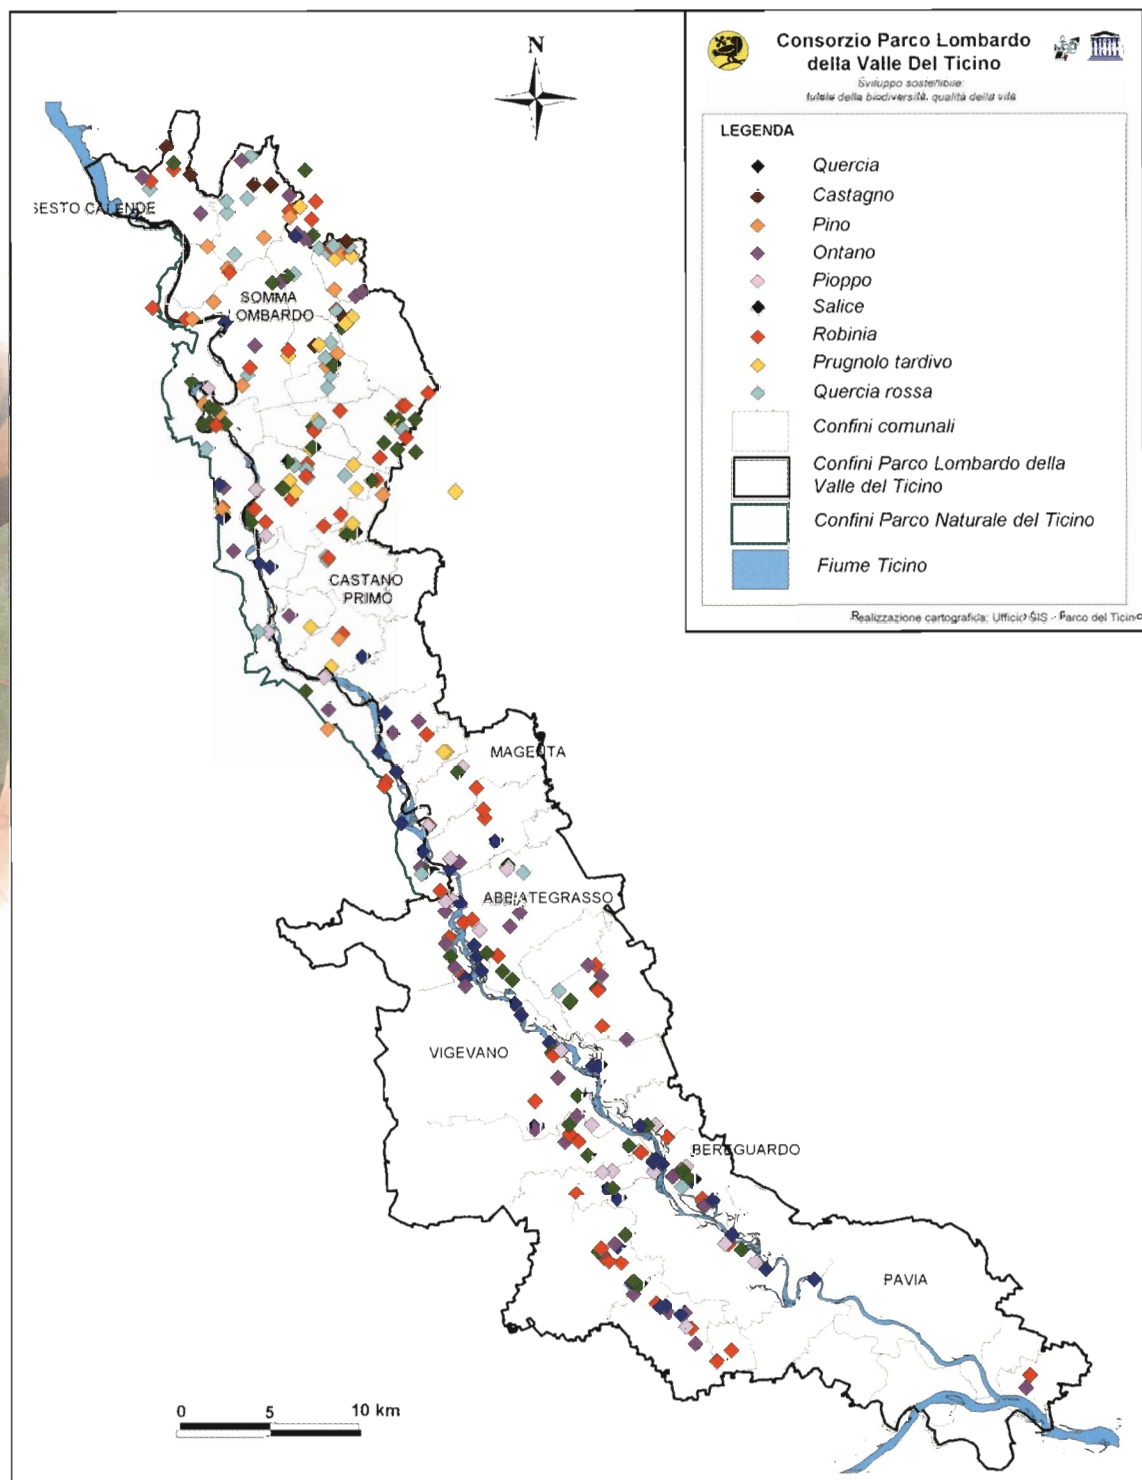 N
Consorzio Parco Lombardo
della Valle Del Ticino
Sviluppo sostenibile:
tutela della biodiversità, qualità della vita
LEGENDA
Quercia
Castagno
Pino
Ontano
Pioppo
Salice
Robinia
Prugnolo tardivo
Quercia rossa
Confini comunali
Confini Parco Lombardo della
Valle del Ticino
Confini Parco Naturale del Ticino
Fiume Ticino
Realizzazione cartografica: Ufficio GIS - Parco del Ticino
SESTO CALENDE
SOMMA
OMBARDO
CASTANO
PRIMO
MAGENTA
ABBIATEGRASSO
VIGEVANO
BEREGUARDO
PAVIA
0 5 10 km